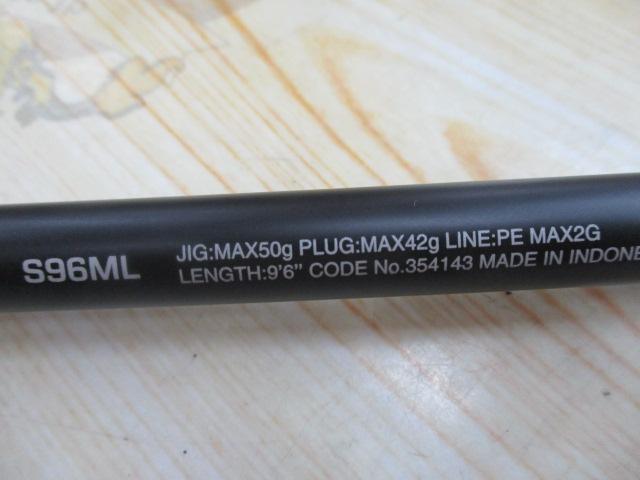 S96ML
JIG:MAX50g PLUG:MAX42g LINE:PE MAX2G
LENGTH:9'6" CODE No.354143 MADE IN INDONE